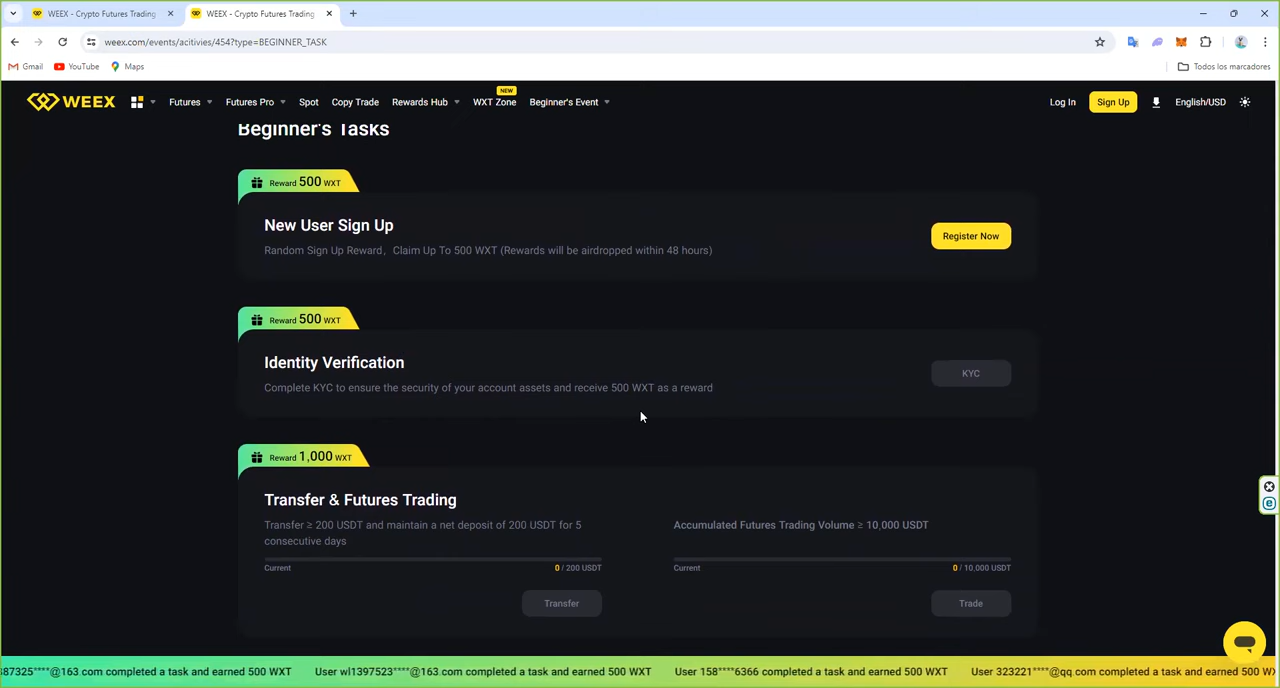 WEEX - Crypto Futures Trading
WEEX - Crypto Futures Trading
weex.com/events/acitivies/454?type=BEGINNER_TASK
Gmail
YouTube
Maps
Todos los marcadores
WEEX
Futures
Futures Pro
Spot
Copy Trade
Rewards Hub
NEW
WXT Zone
Beginner's Event
Log In
Sign Up
English/USD
Beginner's Tasks
Reward 500 WXT
New User Sign Up
Random Sign Up Reward, Claim Up To 500 WXT (Rewards will be airdropped within 48 hours)
Register Now
Reward 500 WXT
Identity Verification
Complete KYC to ensure the security of your account assets and receive 500 WXT as a reward
KYC
Reward 1,000 WXT
Transfer & Futures Trading
Transfer ≥ 200 USDT and maintain a net deposit of 200 USDT for 5
consecutive days
Current
0 / 200 USDT
Transfer
Accumulated Futures Trading Volume ≥ 10,000 USDT
Current
0 / 10,000 USDT
Trade
87325****@163.com completed a task and earned 500 WXT
User wl1397523****@163.com completed a task and earned 500 WXT
User 158****6366 completed a task and earned 500 WXT
User 323221****@qq.com completed a task and earned 500